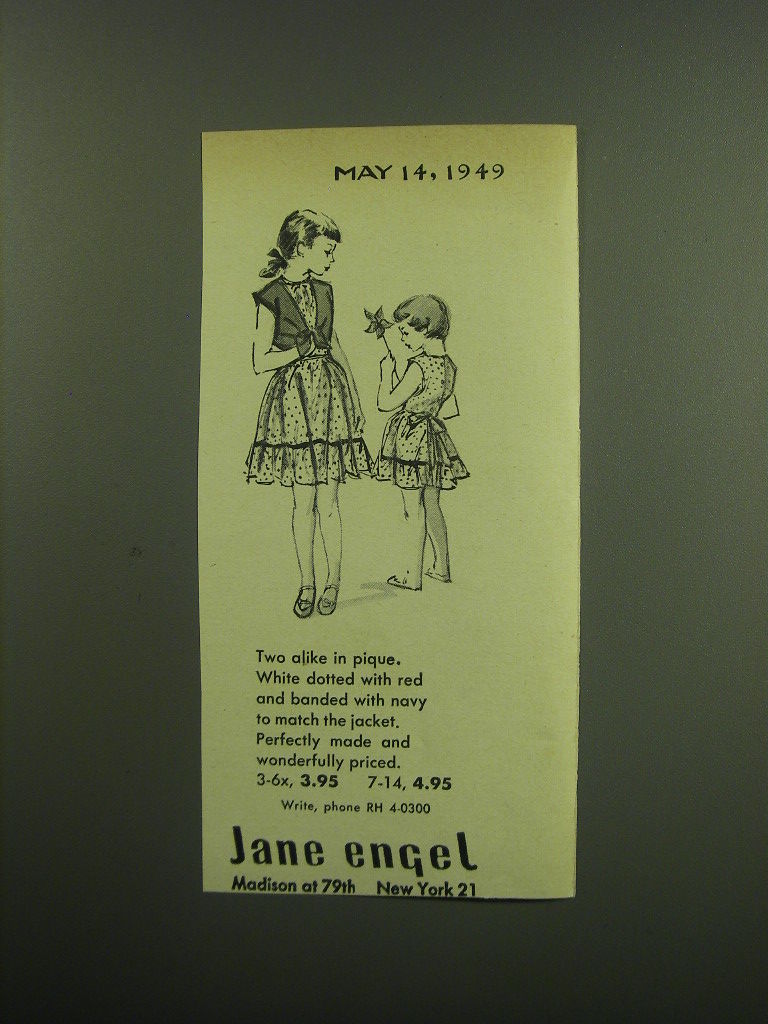 MAY 14, 1949
Two alike in pique.
White dotted with red
and banded with navy
to match the jacket.
Perfectly made and
wonderfully priced.
3-6x, 3.95 7-14, 4.95
Write, phone RH 4-0300
Jane engel
Madison at 79th New York 21